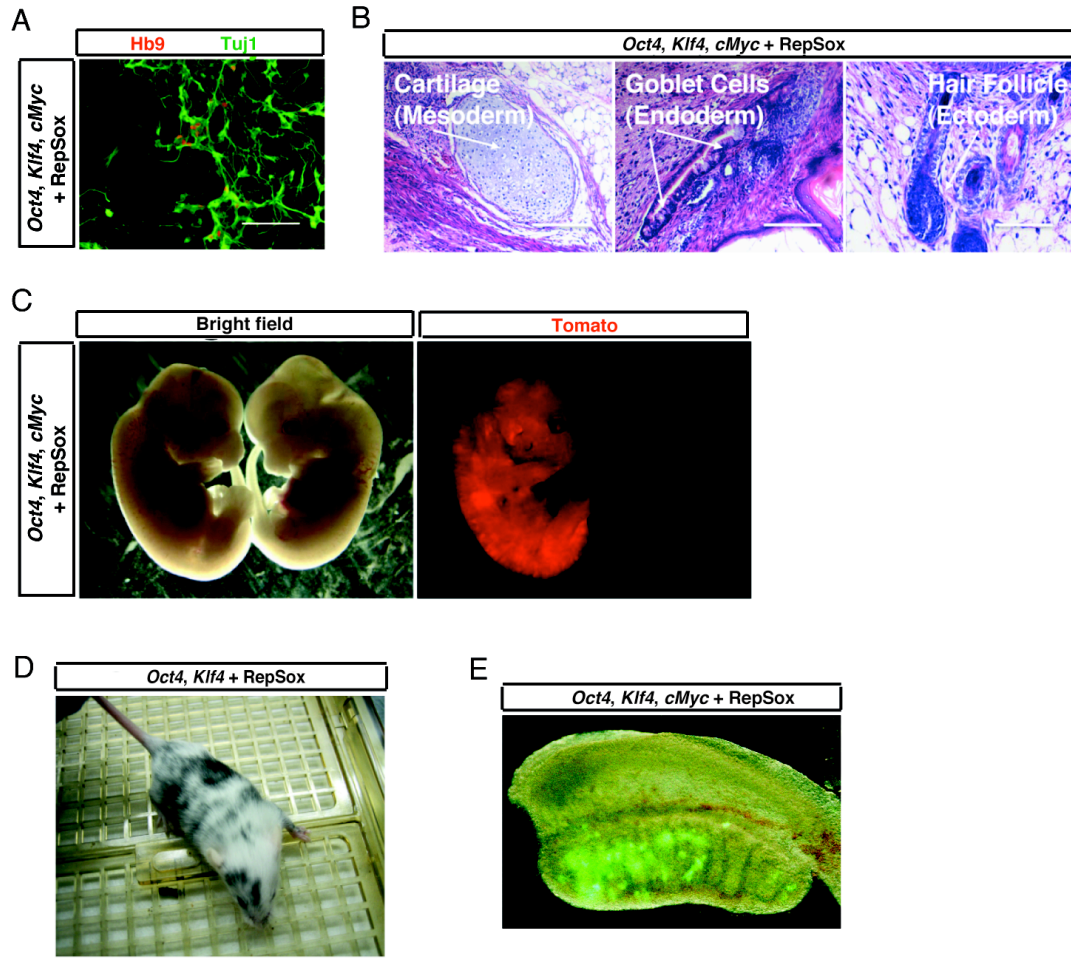 A
Hb9 Tuj1
Oct4, Klf4, cMyc
+ RepSox
B
Oct4, Klf4, cMyc + RepSox
Cartilage
(Mesoderm)
Goblet Cells
(Endoderm)
Hair Follicle
(Ectoderm)
C
Bright field
Tomato
Oct4, Klf4, cMyc
+ RepSox
D
Oct4, Klf4 + RepSox
E
Oct4, Klf4, cMyc + RepSox